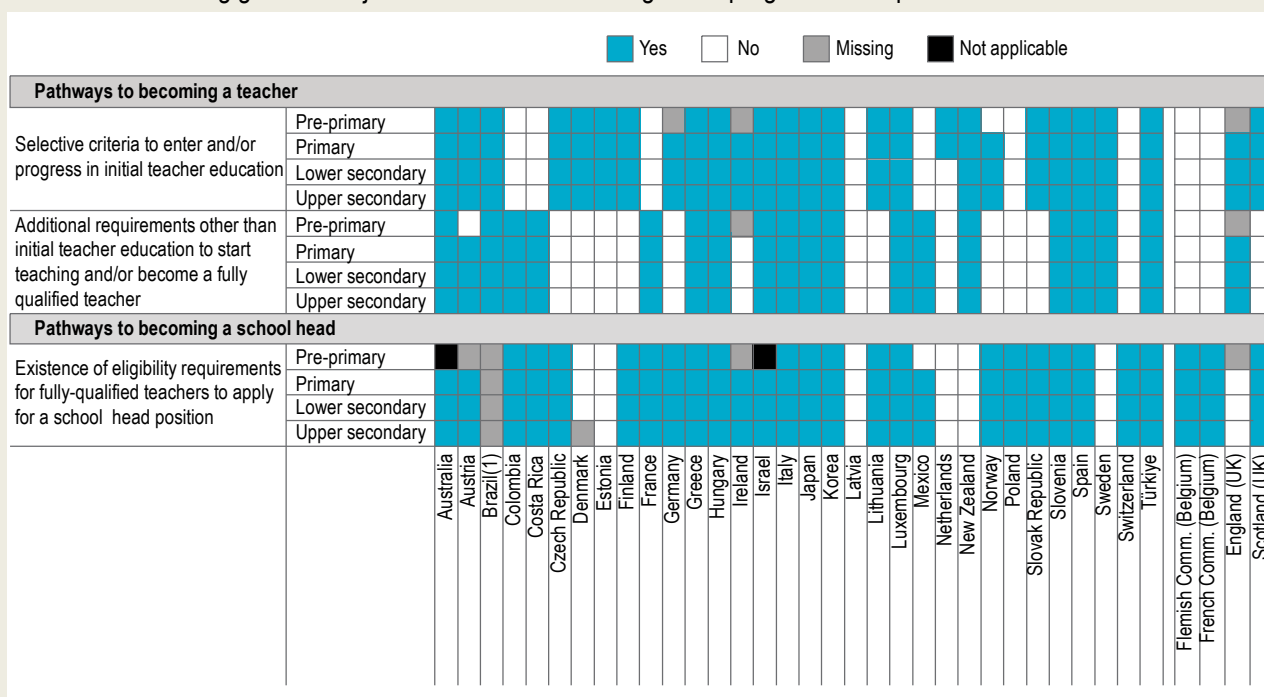 Yes No Missing Not applicable
Pathways to becoming a teacher
Selective criteria to enter and/or
progress in initial teacher education
Pre-primary
Primary
Lower secondary
Upper secondary
Additional requirements other than
initial teacher education to start
teaching and/or become a fully
qualified teacher
Pre-primary
Primary
Lower secondary
Upper secondary
Pathways to becoming a school head
Existence of eligibility requirements
for fully-qualified teachers to apply
for a school head position
Pre-primary
Primary
Lower secondary
Upper secondary
Australia
Austria
Brazil(1)
Colombia
Costa Rica
Czech Republic
Denmark
Estonia
Finland
France
Germany
Greece
Hungary
Ireland
Israel
Italy
Japan
Korea
Latvia
Lithuania
Luxembourg
Mexico
Netherlands
New Zealand
Norway
Poland
Slovak Republic
Slovenia
Spain
Sweden
Switzerland
Türkiye
Flemish Comm. (Belgium)
French Comm. (Belgium)
England (UK)
Scotland (UK)